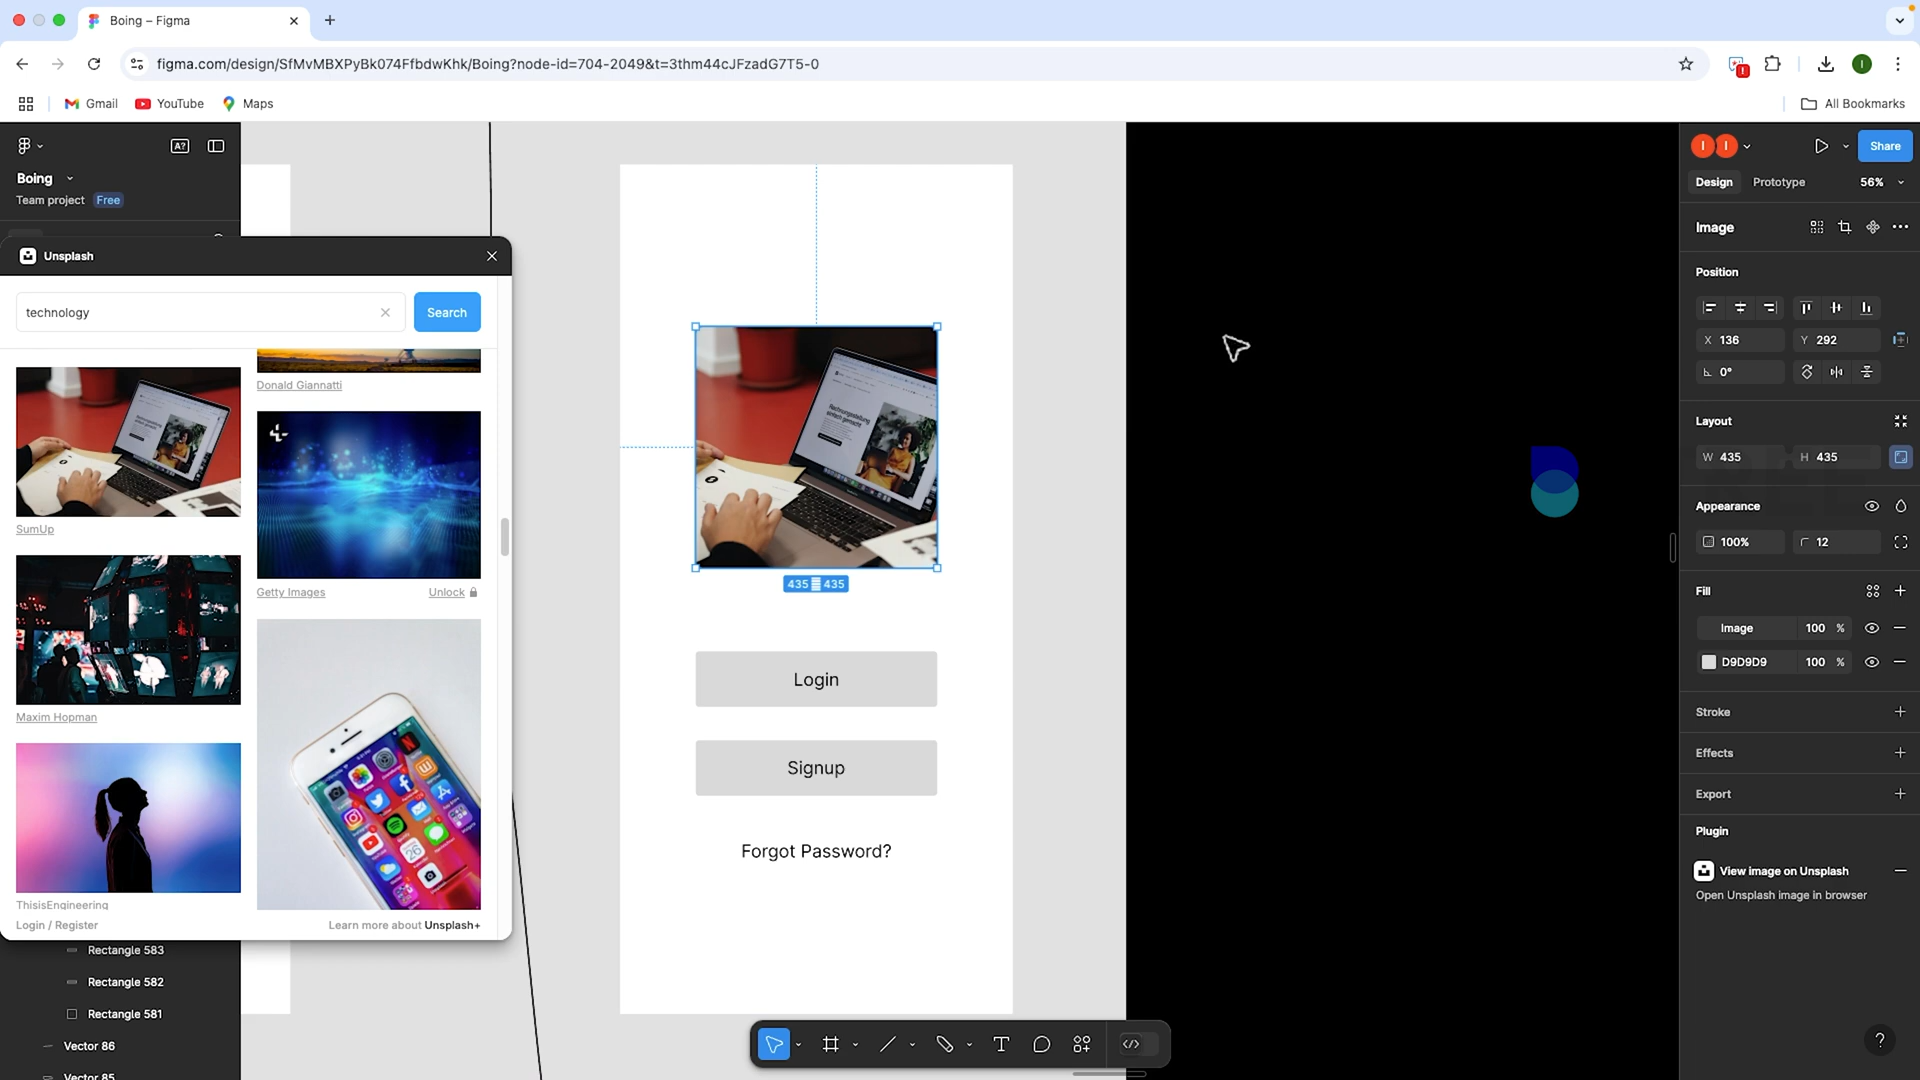 Boing – Figma
figma.com/design/SfMvMBXPyBk074FfbdwKhk/Boing?node-id=704-2049&t=3thm44cJFzadG7T5-0
Gmail
YouTube
Maps
All Bookmarks
A?
Boing
Team project Free
Unsplash
technology
Search
Donald Giannatti
SumUp
Getty Images
Unlock
Maxim Hopman
ThisisEngineering
Login / Register
Learn more about Unsplash+
Rectangle 583
Rectangle 582
Rectangle 581
Vector 86
Vector 85
Rechnungsstellung
einfach gemacht
435 435
Login
Signup
Forgot Password?
I I
Share
Design Prototype 56%
Image
Position
X 136 Y 292
0°
Layout
W 435 H 435
Appearance
100% 12
Fill
Image 100 %
D9D9D9 100 %
Stroke
Effects
Export
Plugin
View image on Unsplash
Open Unsplash image in browser
?